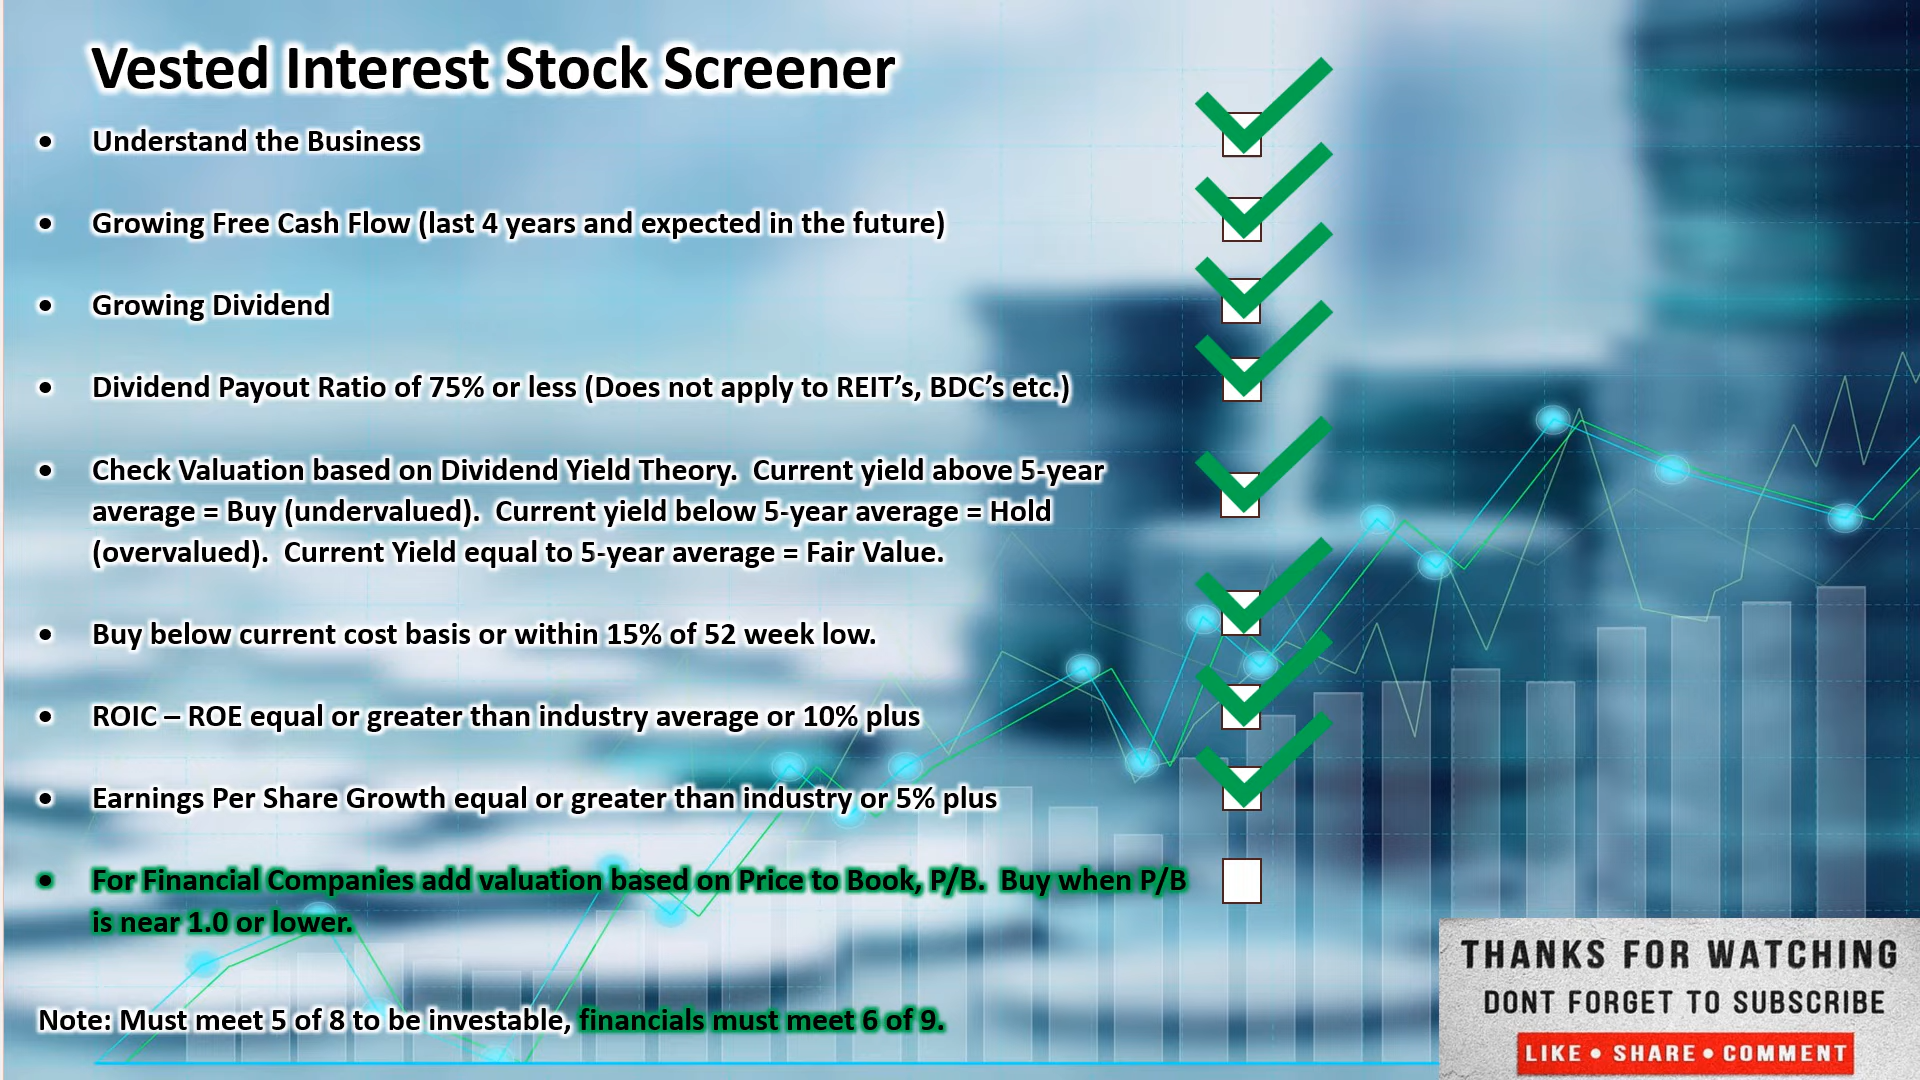 Vested Interest Stock Screener
• Understand the Business
• Growing Free Cash Flow (last 4 years and expected in the future)
• Growing Dividend
• Dividend Payout Ratio of 75% or less (Does not apply to REIT’s, BDC’s etc.)
• Check Valuation based on Dividend Yield Theory.  Current yield above 5-year
average = Buy (undervalued).  Current yield below 5-year average = Hold
(overvalued).  Current Yield equal to 5-year average = Fair Value.
• Buy below current cost basis or within 15% of 52 week low.
• ROIC – ROE equal or greater than industry average or 10% plus
• Earnings Per Share Growth equal or greater than industry or 5% plus
• For Financial Companies add valuation based on Price to Book, P/B.  Buy when P/B
is near 1.0 or lower.
Note: Must meet 5 of 8 to be investable, financials must meet 6 of 9.
THANKS FOR WATCHING
DONT FORGET TO SUBSCRIBE
LIKE • SHARE • COMMENT